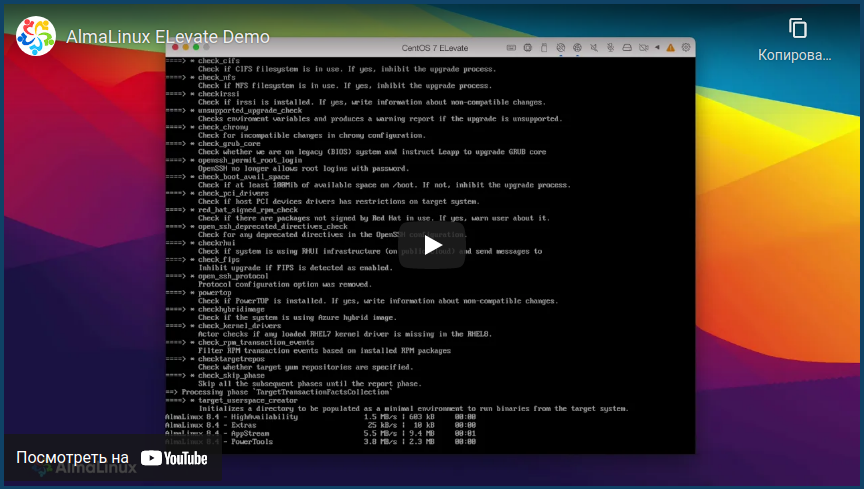 AlmaLinux ELevate Demo
Копирова...
CentOS 7 ELevate
====> * check_cifs
Check if CIFS filesystem is in use. If yes, inhibit the upgrade process.
====> * check_nfs
Check if NFS filesystem is in use. If yes, inhibit the upgrade process.
====> * checkirssi
Check if irssi is installed. If yes, write information about non-compatible changes.
====> * unsupported_upgrade_check
Checks enviroment variables and produces a warning report if the upgrade is unsupported.
====> * check_chrony
Check for incompatible changes in chrony configuration.
====> * check_grub_core
Check whether we are on legacy (BIOS) system and instruct Leapp to upgrade GRUB core
====> * openssh_permit_root_login
OpenSSH no longer allows root logins with password.
====> * check_boot_avail_space
Check if at least 100Mib of available space on /boot. If not, inhibit the upgrade process.
====> * check_pci_drivers
Check if host PCI devices drivers has restrictions on target system.
====> * red_hat_signed_rpm_check
Check if there are packages not signed by Red Hat in use. If yes, warn user about it.
====> * open_ssh_deprecated_directives_check
Check for any deprecated directives in the OpenSSH configuration.
====> * checkrhui
Check if system is using RHUI infrastructure (on public cloud) and send messages to
====> * check_fips
Inhibit upgrade if FIPS is detected as enabled.
====> * open_ssh_protocol
Protocol configuration option was removed.
====> * powertop
Check if PowerTOP is installed. If yes, write information about non-compatible changes.
====> * checkhybridimage
Check if the system is using Azure hybrid image.
====> * check_kernel_drivers
Actor checks if any loaded RHEL7 kernel driver is missing in the RHEL8.
====> * check_rpm_transaction_events
Filter RPM transaction events based on installed RPM packages
====> * checktargetrepos
Check whether target yum repositories are specified.
====> * check_skip_phase
Skip all the subsequent phases until the report phase.
==> Processing phase `TargetTransactionFactsCollection`
====> * target_userspace_creator
Initializes a directory to be populated as a minimal environment to run binaries from the target system.
AlmaLinux 8.4 - HighAvailability 1.5 MB/s | 603 kB 00:00
AlmaLinux 8.4 - Extras 25 kB/s | 10 kB 00:00
AlmaLinux 8.4 - AppStream 5.5 MB/s | 9.4 MB 00:01
AlmaLinux 8.4 - PowerTools 3.8 MB/s | 2.3 MB 00:00
Посмотреть на YouTube
AlmaLinux